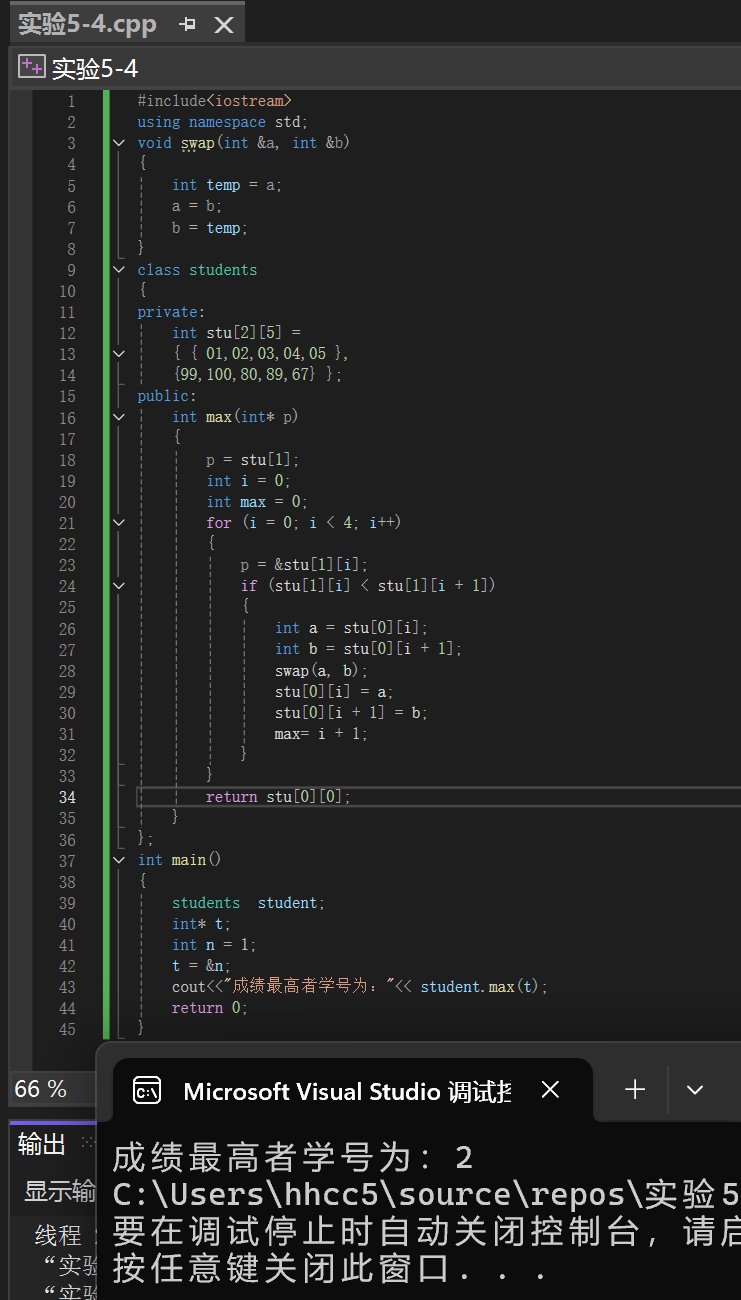 实验5-4.cpp
实验5-4
1 #include<iostream>
2 using namespace std;
3 void swap(int &a, int &b)
4 {
5 int temp = a;
6 a = b;
7 b = temp;
8 }
9 class students
10 {
11 private:
12 int stu[2][5] =
13 { { 01,02,03,04,05 },
14 {99,100,80,89,67} };
15 public:
16 int max(int* p)
17 {
18 p = stu[1];
19 int i = 0;
20 int max = 0;
21 for (i = 0; i < 4; i++)
22 {
23 p = &stu[1][i];
24 if (stu[1][i] < stu[1][i + 1])
25 {
26 int a = stu[0][i];
27 int b = stu[0][i + 1];
28 swap(a, b);
29 stu[0][i] = a;
30 stu[0][i + 1] = b;
31 max= i + 1;
32 }
33 }
34 return stu[0][0];
35 }
36 };
37 int main()
38 {
39 students  student;
40 int* t;
41 int n = 1;
42 t = &n;
43 cout<<"成绩最高者学号为："<< student.max(t);
44 return 0;
45 }
66 %
C:\ Microsoft Visual Studio 调试控
输出
显示输
线程
“实验
“实验
成绩最高者学号为：2
C:\Users\hhcc5\source\repos\实验5
要在调试停止时自动关闭控制台，请启
按任意键关闭此窗口. . .